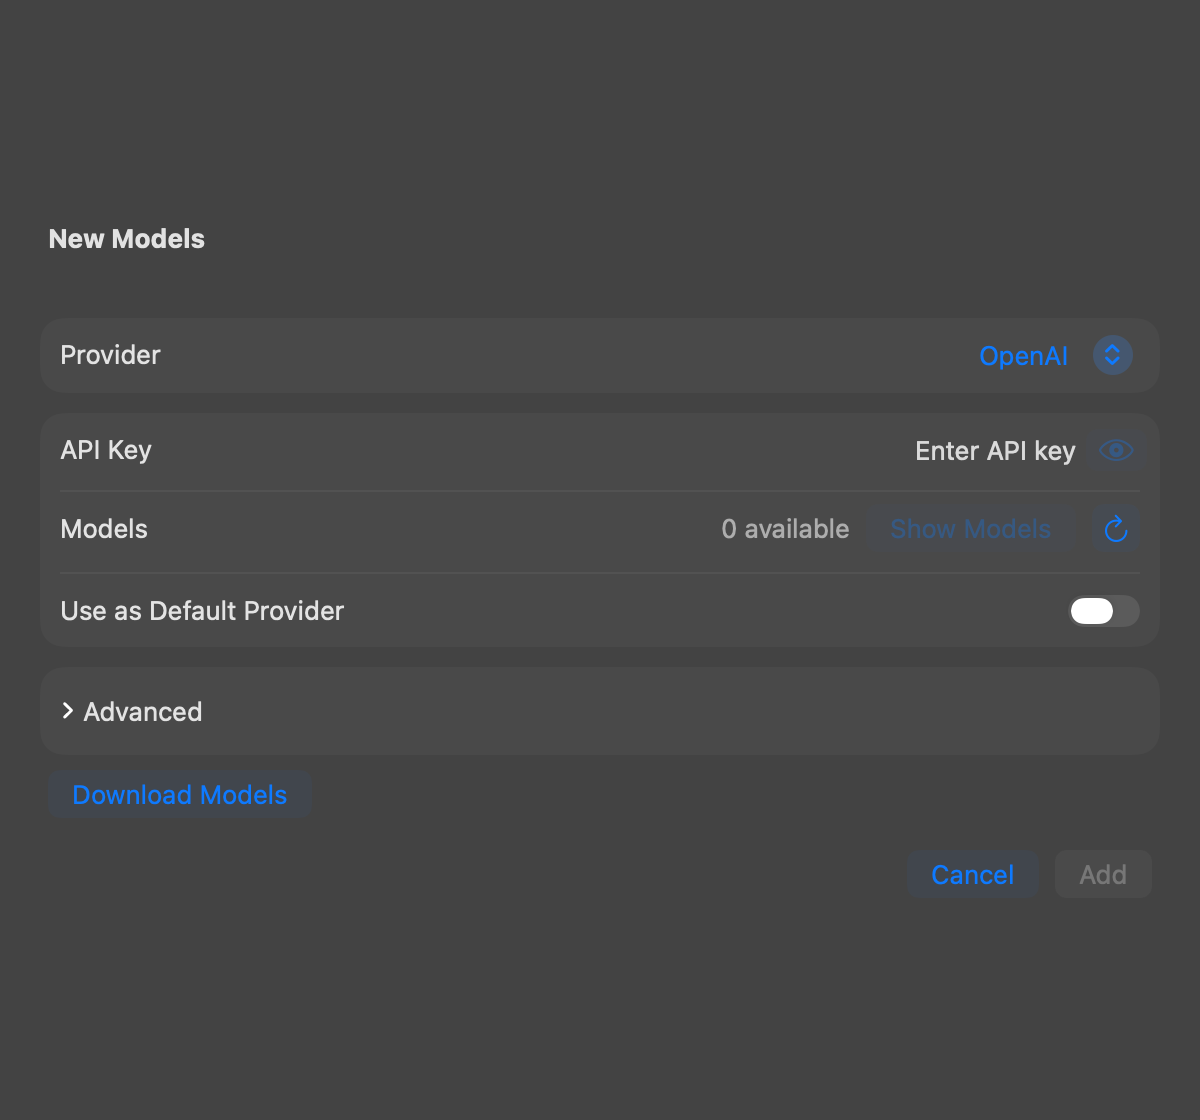 New Models
Provider OpenAI
API Key Enter API key
Models 0 available Show Models
Use as Default Provider
Advanced
Download Models
Cancel Add